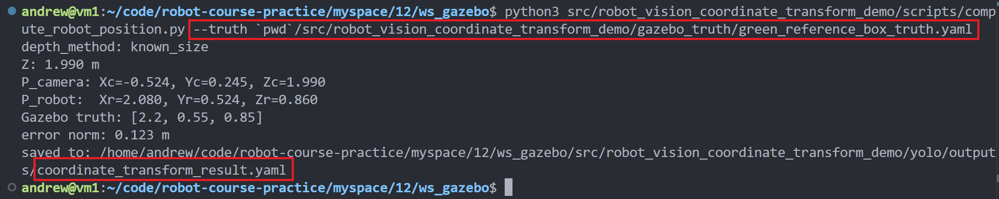 andrew@vm1:~/code/robot-course-practice/myspace/12/ws_gazebo$ python3 src/robot_vision_coordinate_transform_demo/scripts/comp
ute_robot_position.py --truth `pwd`/src/robot_vision_coordinate_transform_demo/gazebo_truth/green_reference_box_truth.yaml
depth_method: known_size
Z: 1.990 m
P_camera: Xc=-0.524, Yc=0.245, Zc=1.990
P_robot:  Xr=2.080, Yr=0.524, Zr=0.860
Gazebo truth: [2.2, 0.55, 0.85]
error norm: 0.123 m
saved to: /home/andrew/code/robot-course-practice/myspace/12/ws_gazebo/src/robot_vision_coordinate_transform_demo/yolo/output
s/coordinate_transform_result.yaml
andrew@vm1:~/code/robot-course-practice/myspace/12/ws_gazebo$